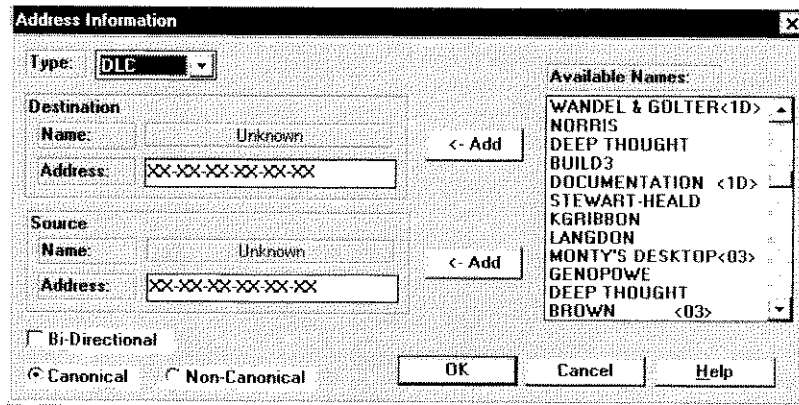 Address Information
Type: DLC
Destination
Name: Unknown
Address: XX-XX-XX-XX-XX-XX
<- Add
Source
Name: Unknown
Address: XX-XX-XX-XX-XX-XX
<- Add
Bi-Directional
Canonical Non-Canonical
Available Names:
WANDEL & GOLTER<1D>
NORRIS
DEEP THOUGHT
BUILD3
DOCUMENTATION <1D>
STEWART-HEALD
KGRIBBON
LANGDON
MONTY'S DESKTOP<03>
GENOPOWE
DEEP THOUGHT
BROWN <03>
OK Cancel Help